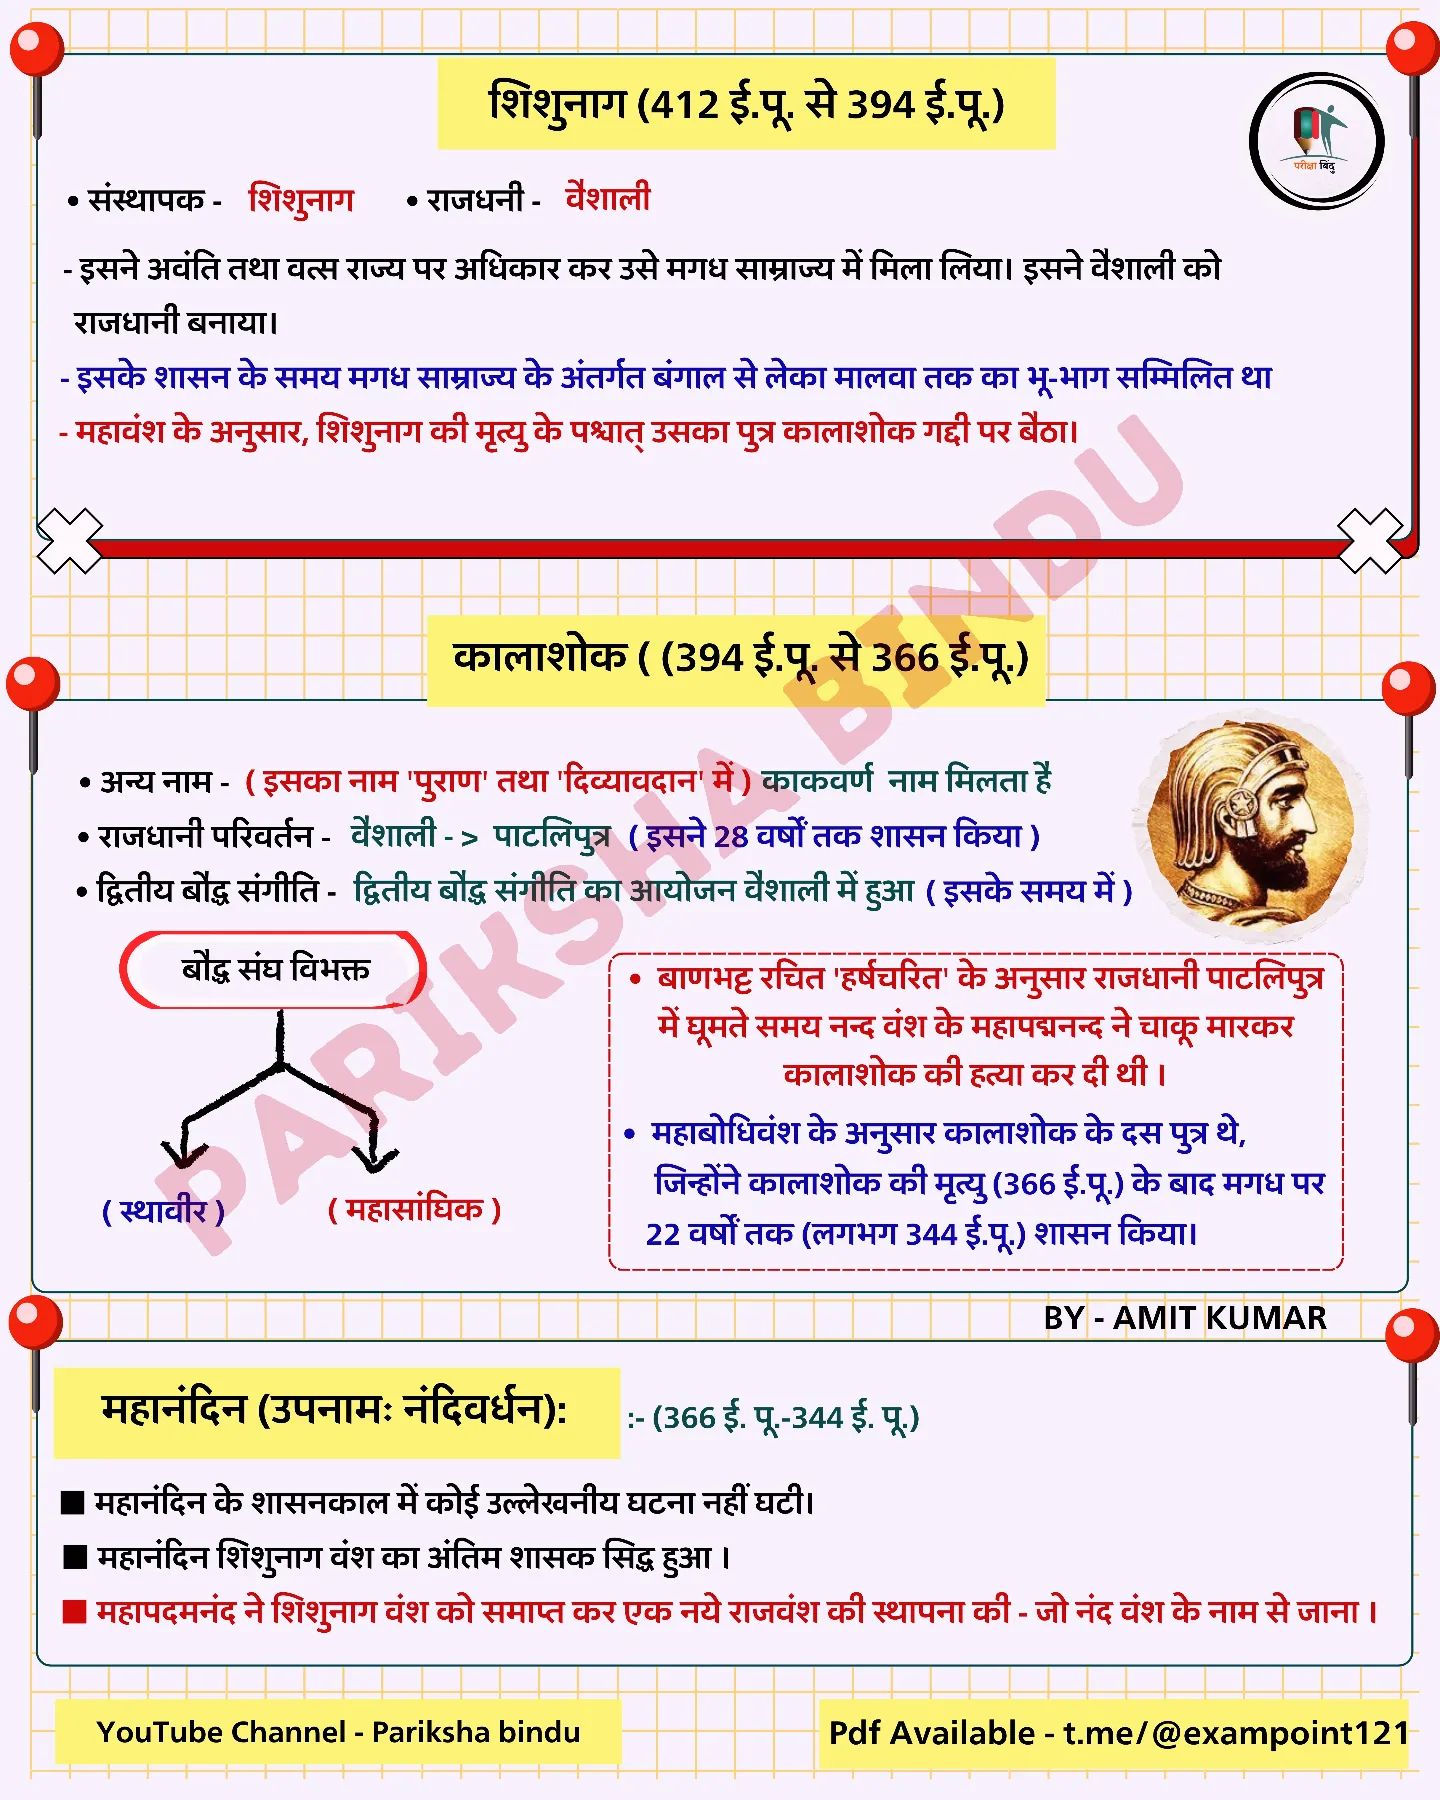 शिशुनाग (412 ई.पू. से 394 ई.पू.)
परीक्षा बिंदु
• संस्थापक - शिशुनाग • राजधनी - वैशाली
- इसने अवंति तथा वत्स राज्य पर अधिकार कर उसे मगध साम्राज्य में मिला लिया। इसने वैशाली को
राजधानी बनाया।
- इसके शासन के समय मगध साम्राज्य के अंतर्गत बंगाल से लेका मालवा तक का भू-भाग सम्मिलित था
- महावंश के अनुसार, शिशुनाग की मृत्यु के पश्चात् उसका पुत्र कालाशोक गद्दी पर बैठा।
कालाशोक ( (394 ई.पू. से 366 ई.पू.)
• अन्य नाम - ( इसका नाम 'पुराण' तथा 'दिव्यावदान' में ) काकवर्ण नाम मिलता है
• राजधानी परिवर्तन - वैशाली - > पाटलिपुत्र ( इसने 28 वर्षों तक शासन किया )
• द्वितीय बौद्ध संगीति - द्वितीय बौद्ध संगीति का आयोजन वैशाली में हुआ ( इसके समय में )
बौद्ध संघ विभक्त
( स्थावीर ) ( महासांघिक )
• बाणभट्ट रचित 'हर्षचरित' के अनुसार राजधानी पाटलिपुत्र
में घूमते समय नन्द वंश के महापद्मनन्द ने चाकू मारकर
कालाशोक की हत्या कर दी थी ।
• महाबोधिवंश के अनुसार कालाशोक के दस पुत्र थे,
जिन्होंने कालाशोक की मृत्यु (366 ई.पू.) के बाद मगध पर
22 वर्षों तक (लगभग 344 ई.पू.) शासन किया।
PARIKSHA BINDU
BY - AMIT KUMAR
महानंदिन (उपनामः नंदिवर्धन): :- (366 ई. पू.-344 ई. पू.)
■ महानंदिन के शासनकाल में कोई उल्लेखनीय घटना नहीं घटी।
■ महानंदिन शिशुनाग वंश का अंतिम शासक सिद्ध हुआ ।
■ महापदमनंद ने शिशुनाग वंश को समाप्त कर एक नये राजवंश की स्थापना की - जो नंद वंश के नाम से जाना ।
YouTube Channel - Pariksha bindu
Pdf Available - t.me/@exampoint121